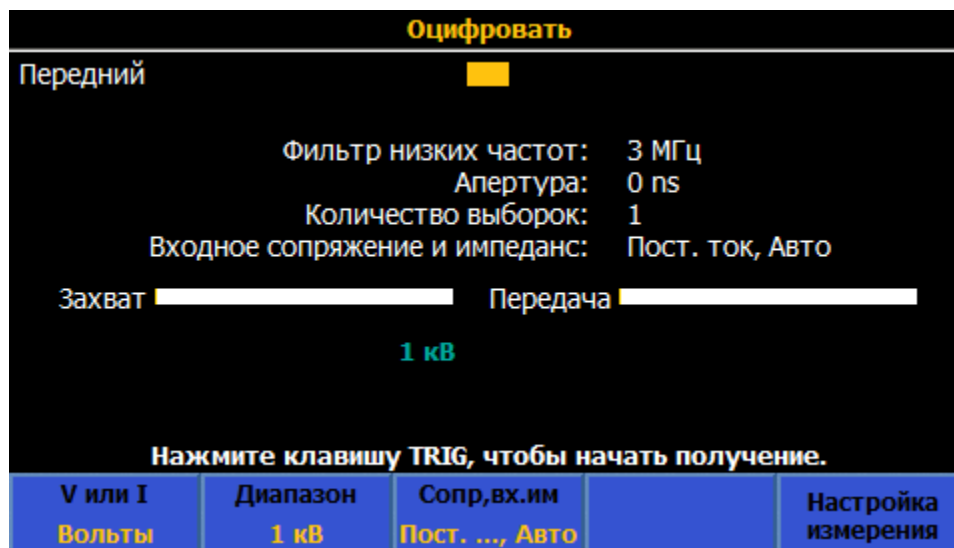 Оцифровать
Передний
Фильтр низких частот: 3 МГц
Апертура: 0 ns
Количество выборок: 1
Входное сопряжение и импеданс: Пост. ток, Авто
Захват Передача
1 кВ
Нажмите клавишу TRIG, чтобы начать получение.
V или I Диапазон Сопр,вх.им Настройка
Вольты 1 кВ Пост. ..., Авто измерения